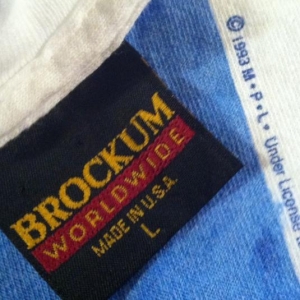 BROCKUM
WORLDWIDE
MADE IN U.S.A.
L
© 1993 M • P • L • Under License